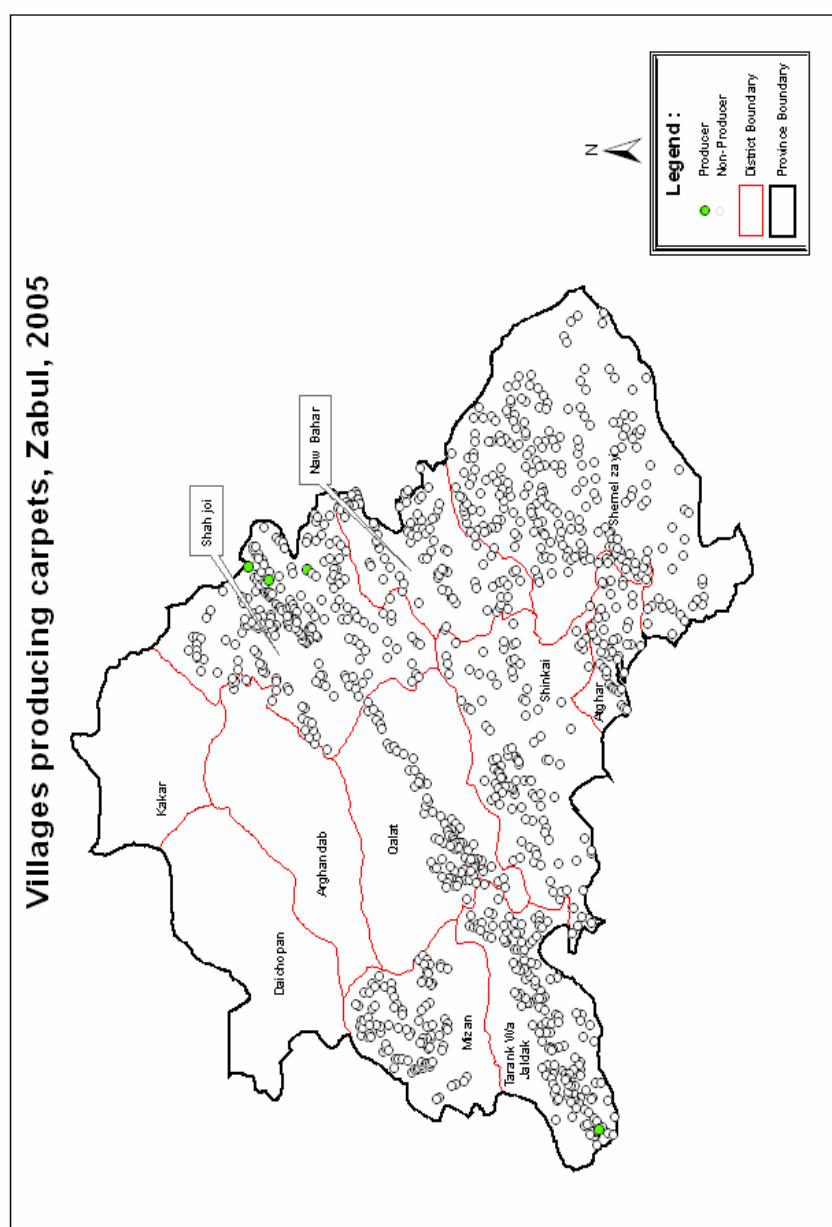 Villages producing carpets, Zabul, 2005
Shah joi
Naw Bahar
Kakar
Daichopan
Arghandab
Qalat
Mizan
Tarank Wa
Jaldak
Shinkai
Atghar
Shemel zayi
N
Legend :
Producer
Non-Producer
District Boundary
Province Boundary